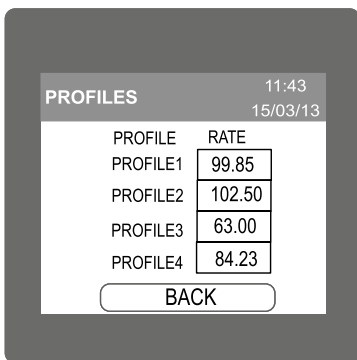 PROFILES 11:43
15/03/13
PROFILE RATE
PROFILE1 99.85
PROFILE2 102.50
PROFILE3 63.00
PROFILE4 84.23
BACK